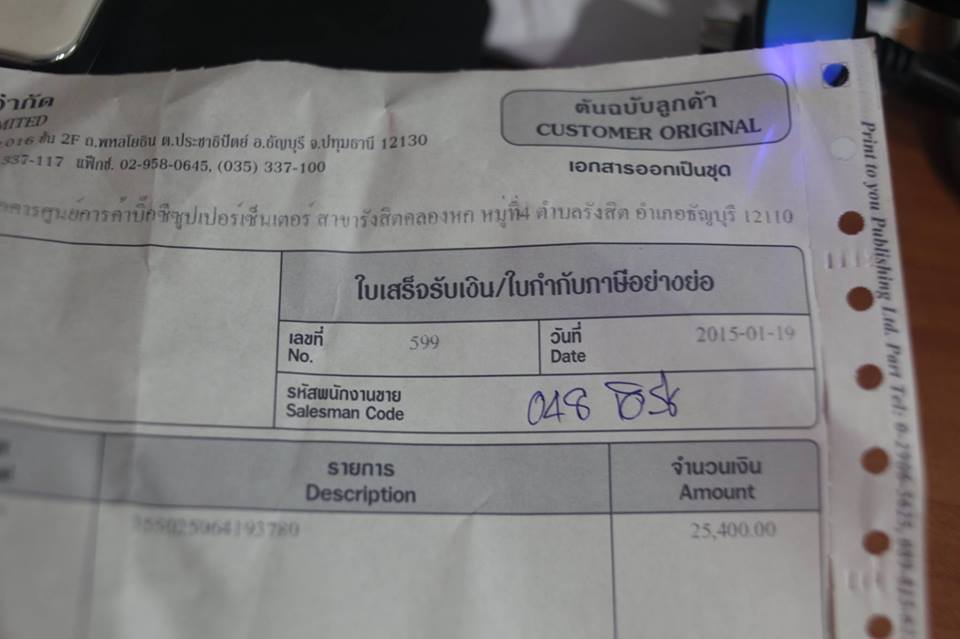 จำกัด
MITED
2016 ชั้น 2F ถ.พหลโยธิน ต.ประชาธิปัตย์ อ.ธัญบุรี จ.ปทุมธานี 12130
337-117 แฟ็กซ์. 02-958-0645, (035) 337-100
ต้นฉบับลูกค้า
CUSTOMER ORIGINAL
เอกสารออกเป็นชุด
คารศูนย์การค้าบิ๊กซีซูปเปอร์เซ็นเตอร์ สาขารังสิตคลองหก หมู่ที่4 ตำบลรังสิต อำเภอธัญบุรี 12110
ใบเสร็จรับเงิน/ใบกำกับภาษีอย่างย่อ
เลขที่ 599 วันที่ 2015-01-19
No. Date
รหัสพนักงานขาย 048
Salesman Code
รายการ จำนวนเงิน
Description Amount
355025064193780 25,400.00
Print to you Publishing Ltd. Part Tel: 0-2906-5635,